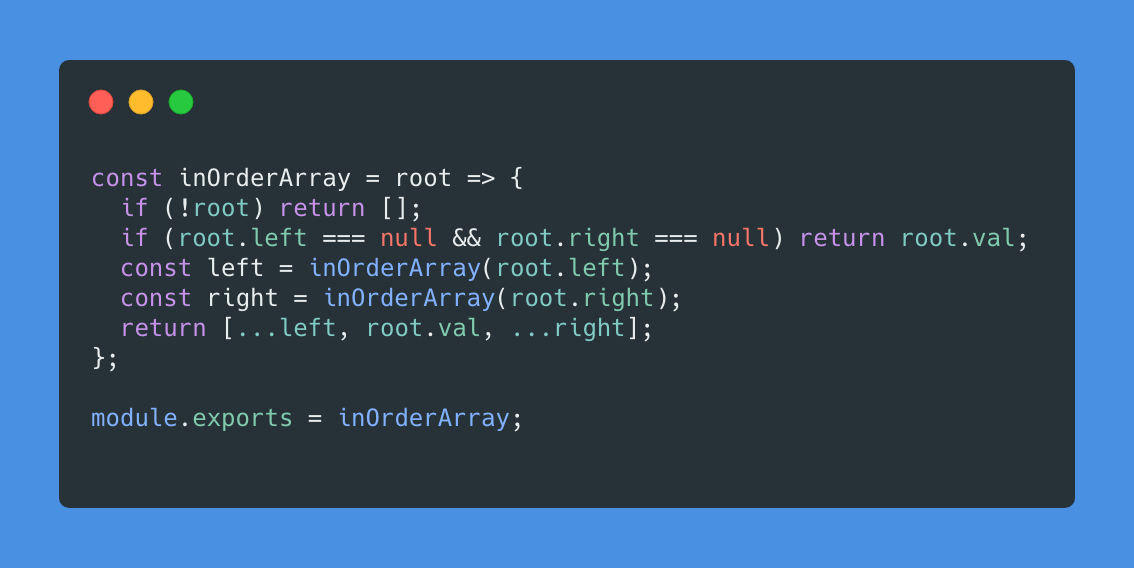 const inOrderArray = root => {
  if (!root) return [];
  if (root.left === null && root.right === null) return root.val;
  const left = inOrderArray(root.left);
  const right = inOrderArray(root.right);
  return [...left, root.val, ...right];
};

module.exports = inOrderArray;